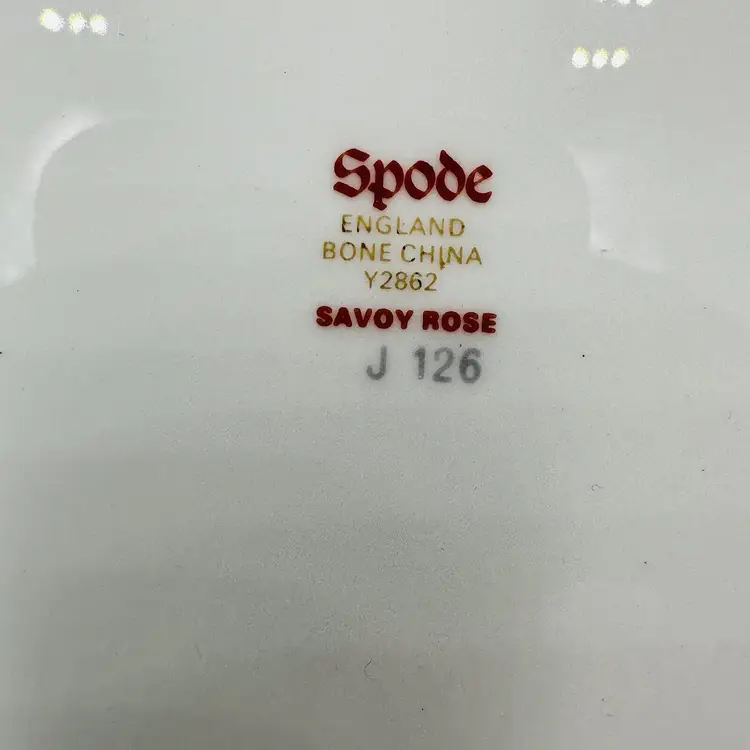 Spode
ENGLAND
BONE CHINA
Y2862
SAVOY ROSE
J 126